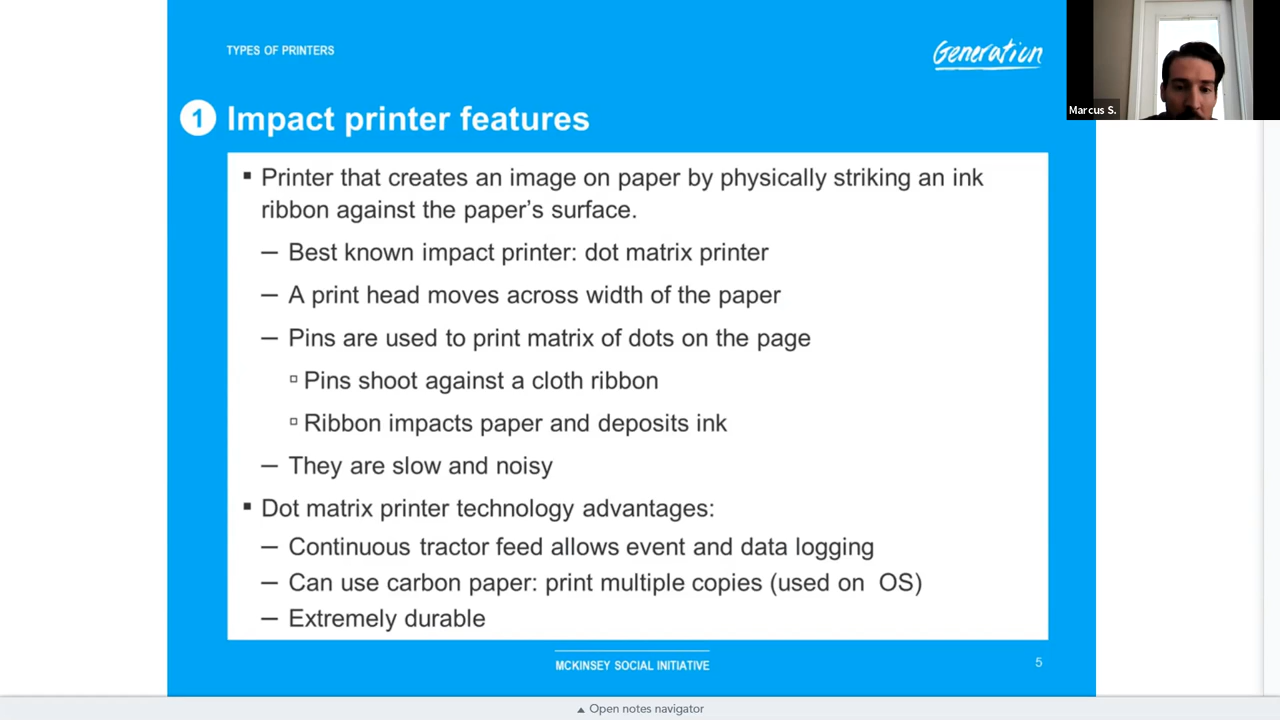 TYPES OF PRINTERS
Generation
Marcus S.
1 Impact printer features
▪ Printer that creates an image on paper by physically striking an ink
ribbon against the paper's surface.
– Best known impact printer: dot matrix printer
– A print head moves across width of the paper
– Pins are used to print matrix of dots on the page
▫ Pins shoot against a cloth ribbon
▫ Ribbon impacts paper and deposits ink
– They are slow and noisy
▪ Dot matrix printer technology advantages:
– Continuous tractor feed allows event and data logging
– Can use carbon paper: print multiple copies (used on OS)
– Extremely durable
MCKINSEY SOCIAL INITIATIVE
5
▲ Open notes navigator